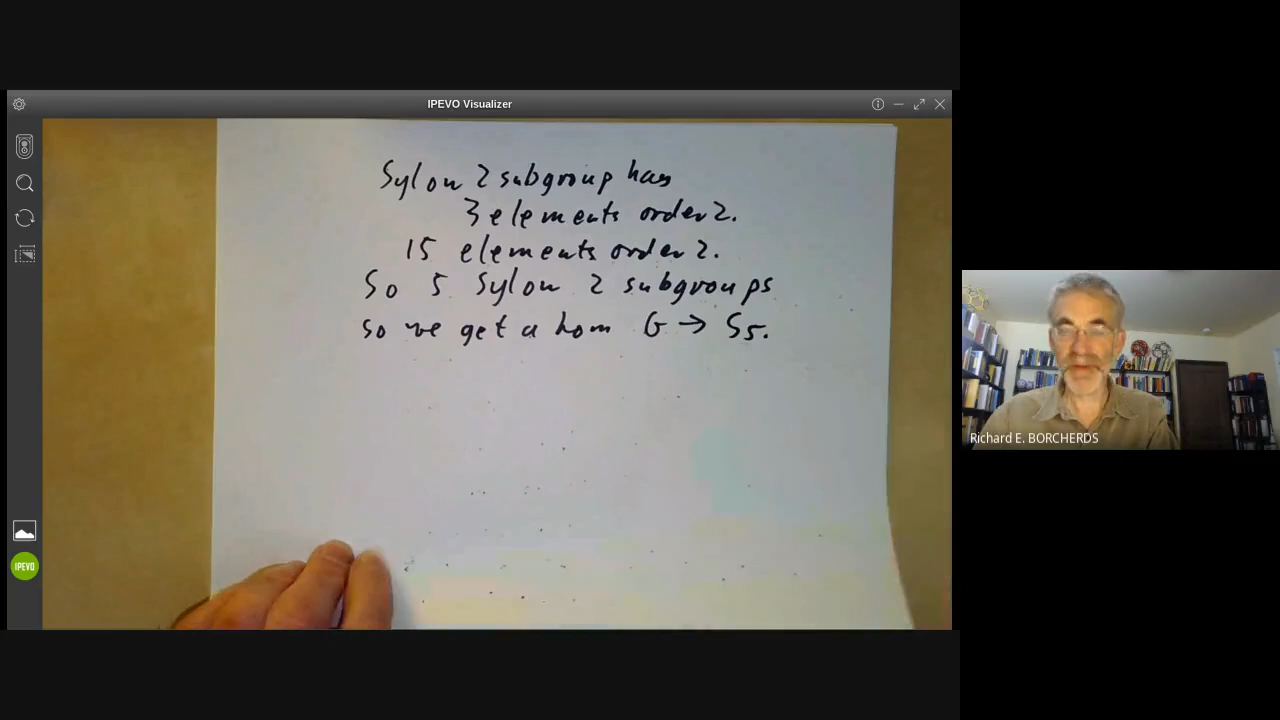 IPEVO Visualizer
Sylow 2 subgroup has
3 elements order 2.
15 elements order 2.
So 5 Sylow 2 subgroups
so we get a hom G → S5.
IPEVO
Richard E. BORCHERDS